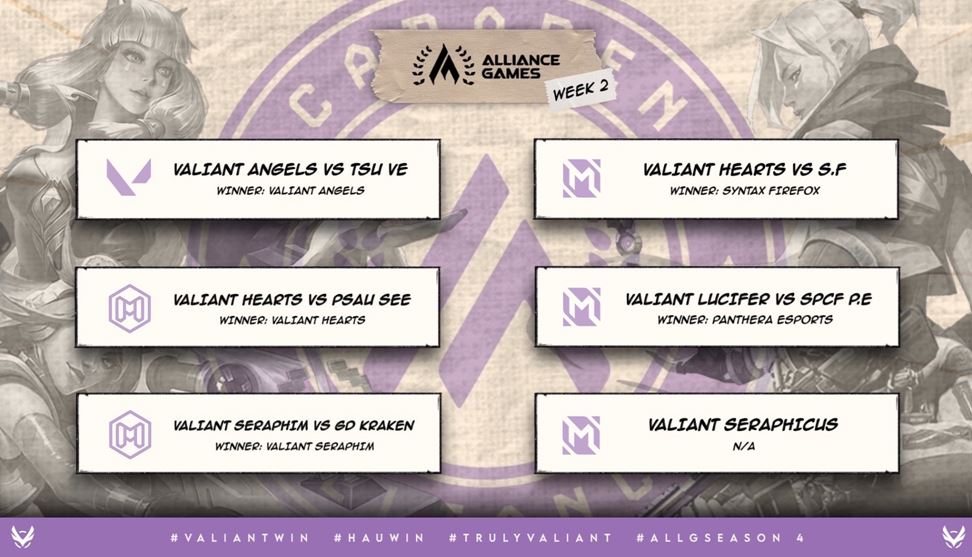 CADARENA
ALLIANCE
GAMES
WEEK 2
VALIANT ANGELS VS TSU VE
WINNER: VALIANT ANGELS
VALIANT HEARTS VS S.F
WINNER: SYNTAX FIREFOX
VALIANT HEARTS VS PSAU SEE
WINNER: VALIANT HEARTS
VALIANT LUCIFER VS SPCF P.E
WINNER: PANTHERA ESPORTS
VALIANT SERAPHIM VS GD KRAKEN
WINNER: VALIANT SERAPHIM
VALIANT SERAPHICUS
N/A
#VALIANTWIN #HAUWIN #TRULYVALIANT #ALLGSEASON 4